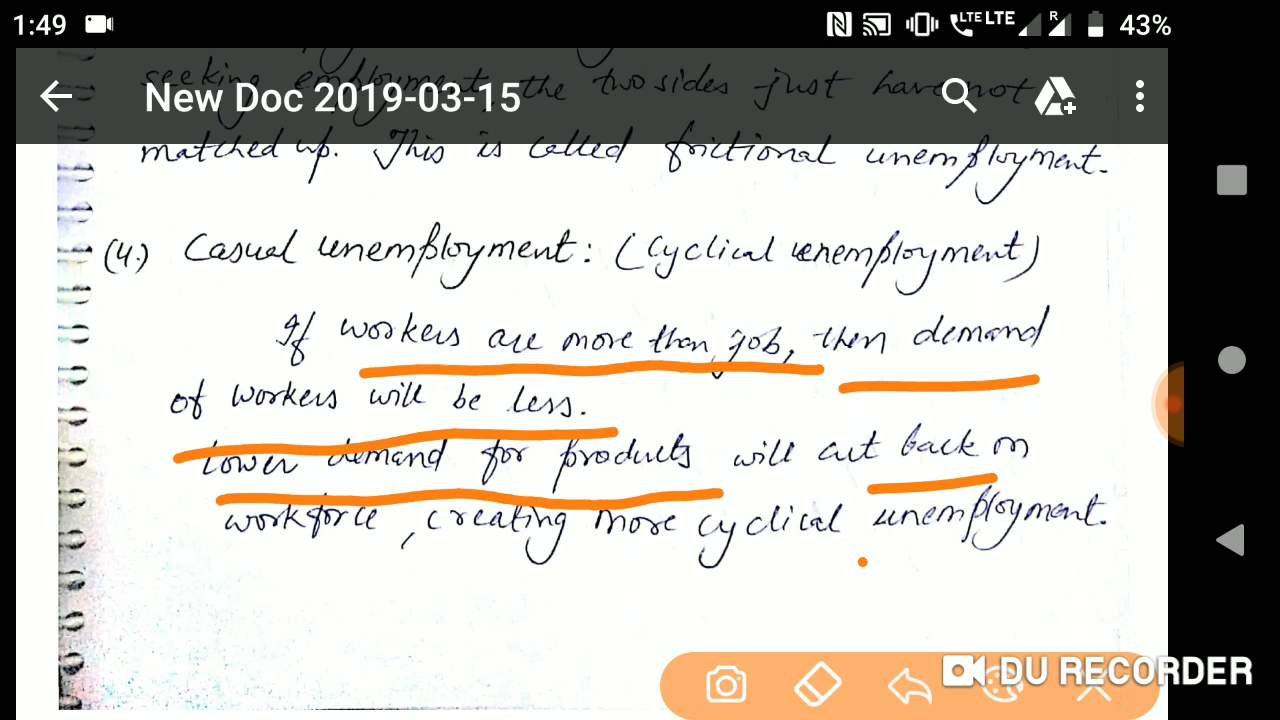 1:49 LTE LTE R 43%
seeking employment, the two sides just have not
New Doc 2019-03-15
matched up. This is called frictional unemployment.
(4.) Casual unemployment: (Cyclical unemployment)
If workers are more than job, then demand
of workers will be less.
Lower demand for products will cut back on
workforce, creating more cyclical unemployment.
DU RECORDER